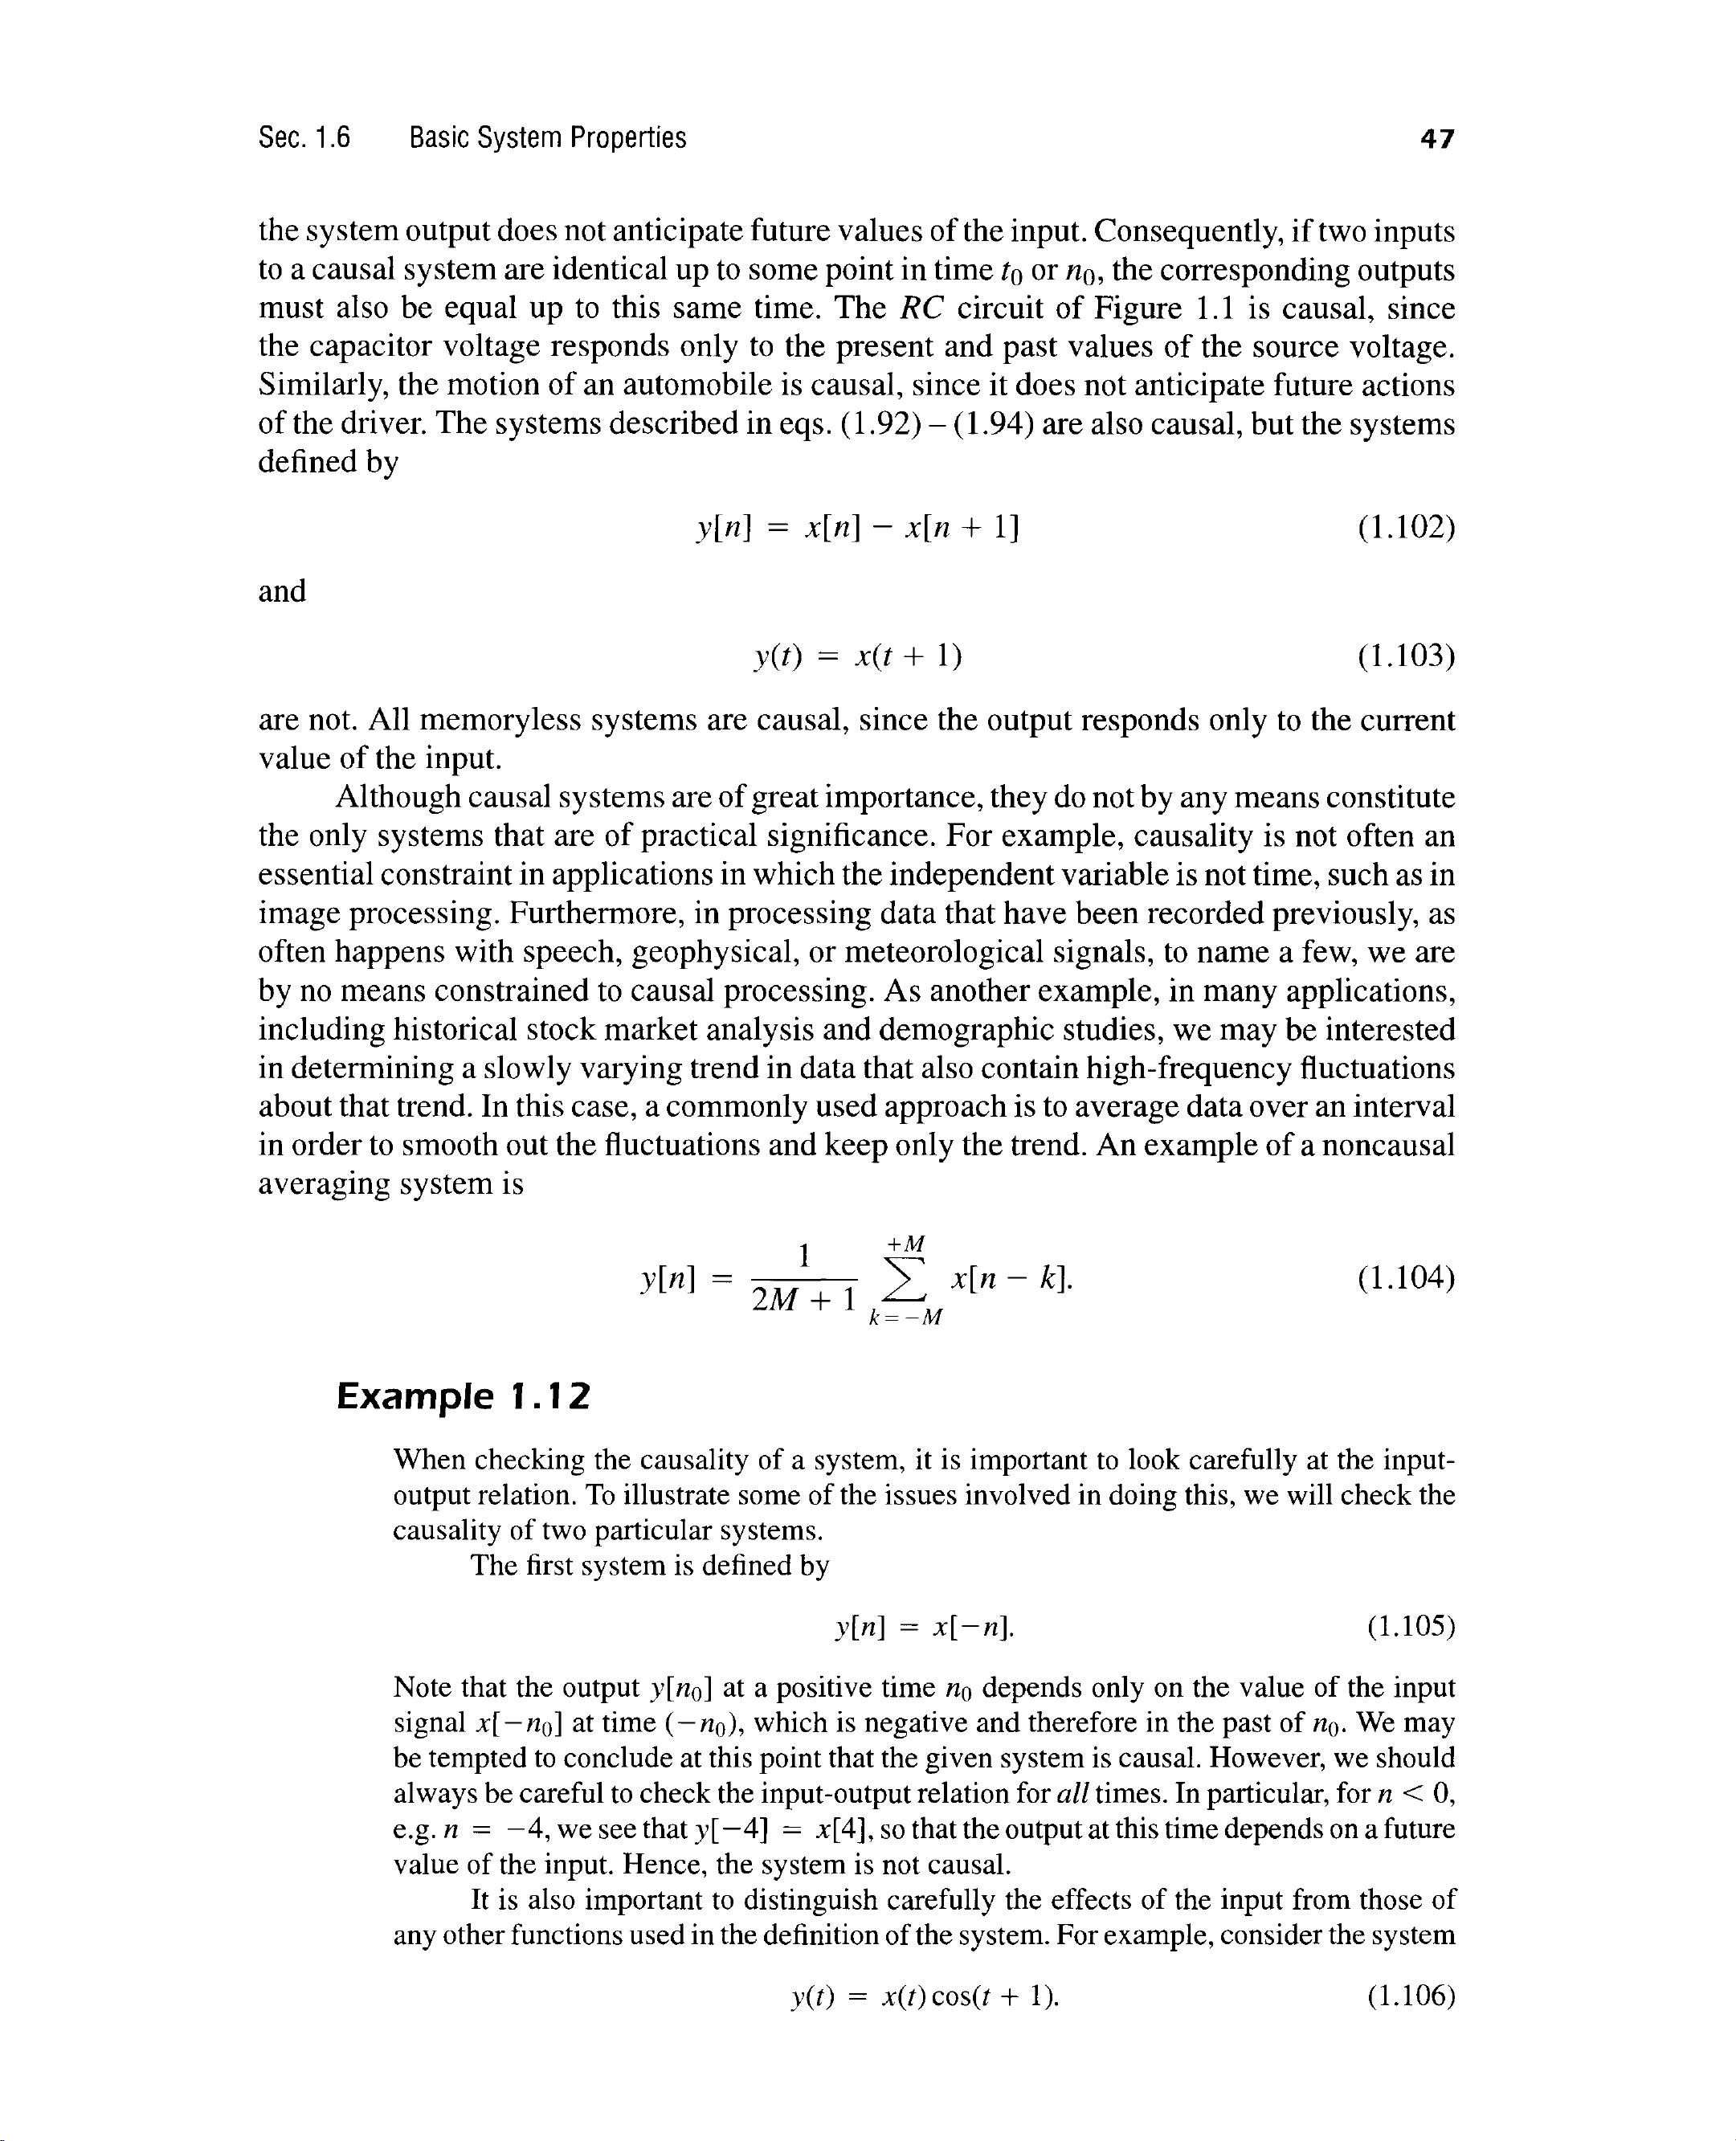 Sec. 1.6 Basic System Properties 47
the system output does not anticipate future values of the input. Consequently, if two inputs
to a causal system are identical up to some point in time t₀ or n₀, the corresponding outputs
must also be equal up to this same time. The RC circuit of Figure 1.1 is causal, since
the capacitor voltage responds only to the present and past values of the source voltage.
Similarly, the motion of an automobile is causal, since it does not anticipate future actions
of the driver. The systems described in eqs. (1.92) – (1.94) are also causal, but the systems
defined by
y[n] = x[n] − x[n + 1] (1.102)
and
y(t) = x(t + 1) (1.103)
are not. All memoryless systems are causal, since the output responds only to the current
value of the input.
Although causal systems are of great importance, they do not by any means constitute
the only systems that are of practical significance. For example, causality is not often an
essential constraint in applications in which the independent variable is not time, such as in
image processing. Furthermore, in processing data that have been recorded previously, as
often happens with speech, geophysical, or meteorological signals, to name a few, we are
by no means constrained to causal processing. As another example, in many applications,
including historical stock market analysis and demographic studies, we may be interested
in determining a slowly varying trend in data that also contain high-frequency fluctuations
about that trend. In this case, a commonly used approach is to average data over an interval
in order to smooth out the fluctuations and keep only the trend. An example of a noncausal
averaging system is
y[n] = 1/(2M + 1) ∑_{k=−M}^{+M} x[n − k]. (1.104)
Example 1.12
When checking the causality of a system, it is important to look carefully at the input-
output relation. To illustrate some of the issues involved in doing this, we will check the
causality of two particular systems.
The first system is defined by
y[n] = x[−n]. (1.105)
Note that the output y[n₀] at a positive time n₀ depends only on the value of the input
signal x[−n₀] at time (−n₀), which is negative and therefore in the past of n₀. We may
be tempted to conclude at this point that the given system is causal. However, we should
always be careful to check the input-output relation for all times. In particular, for n < 0,
e.g. n = −4, we see that y[−4] = x[4], so that the output at this time depends on a future
value of the input. Hence, the system is not causal.
It is also important to distinguish carefully the effects of the input from those of
any other functions used in the definition of the system. For example, consider the system
y(t) = x(t) cos(t + 1). (1.106)